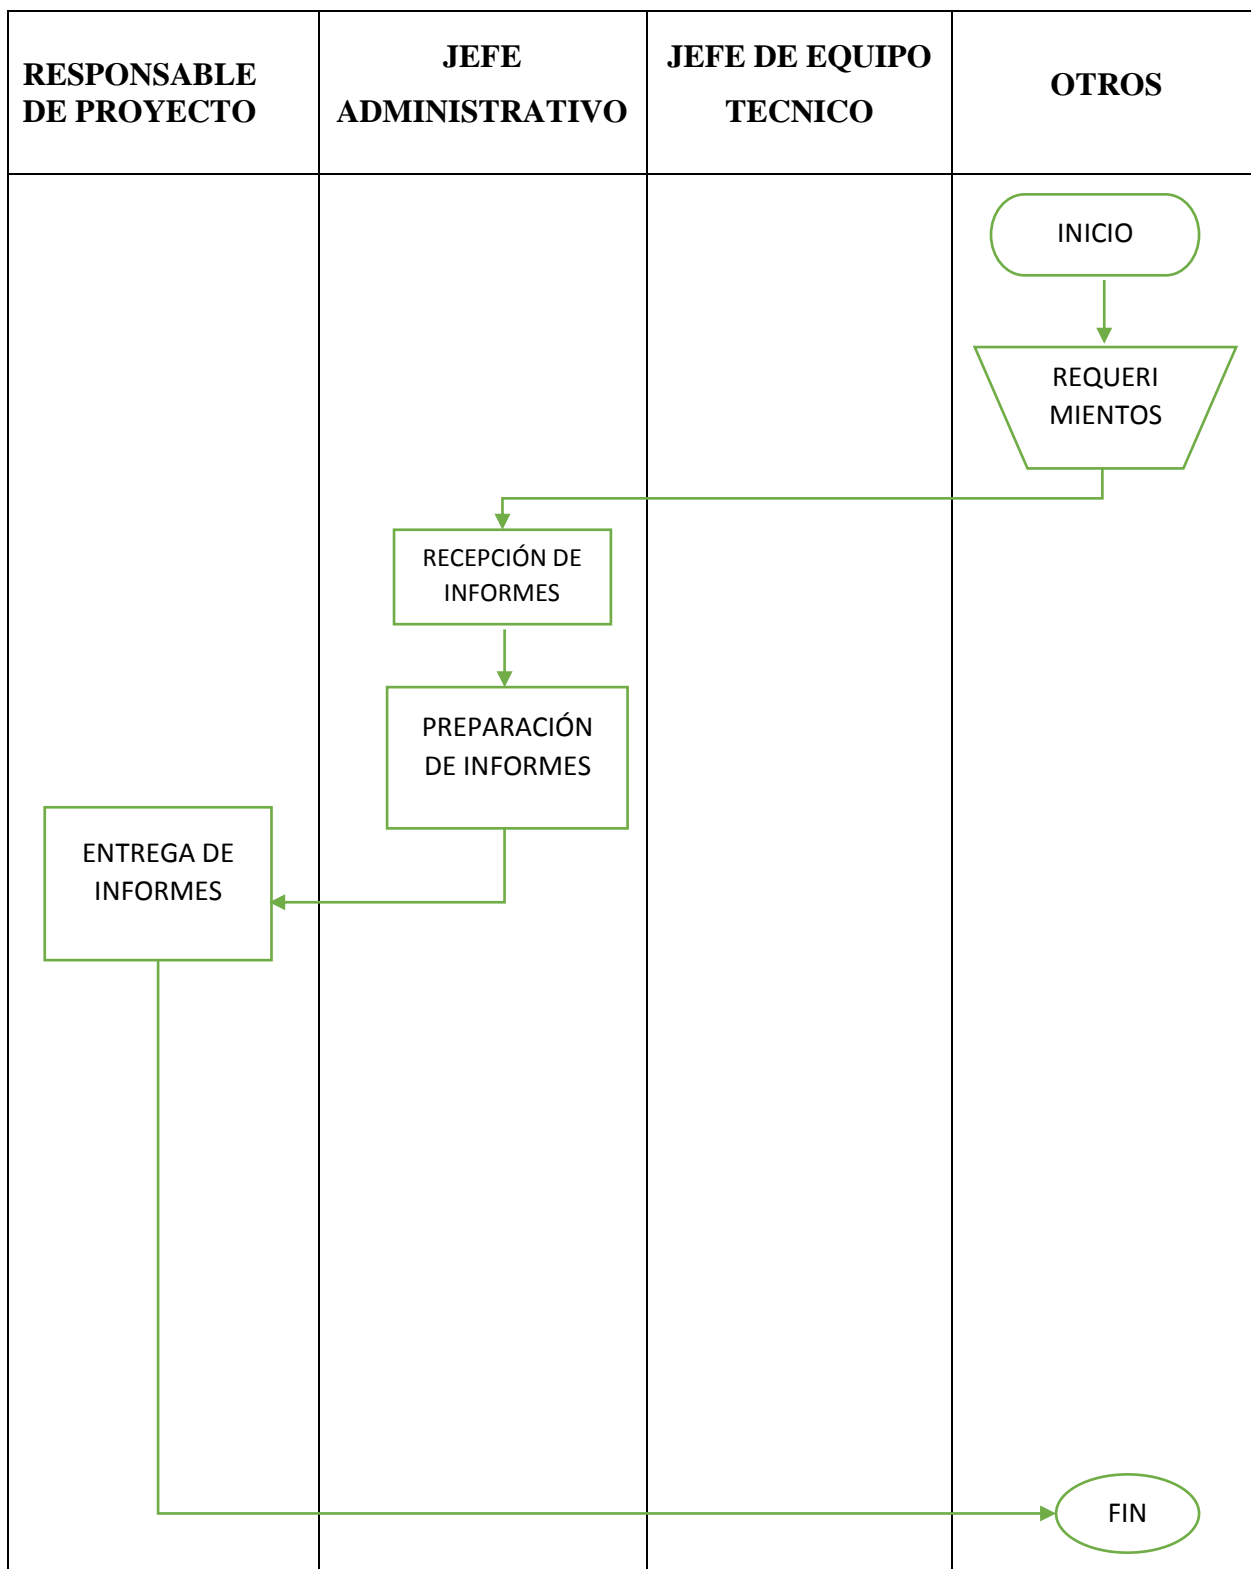 RESPONSABLE
DE PROYECTO
JEFE
ADMINISTRATIVO
JEFE DE EQUIPO
TECNICO
OTROS
INICIO
REQUERI
MIENTOS
RECEPCIÓN DE
INFORMES
PREPARACIÓN
DE INFORMES
ENTREGA DE
INFORMES
FIN